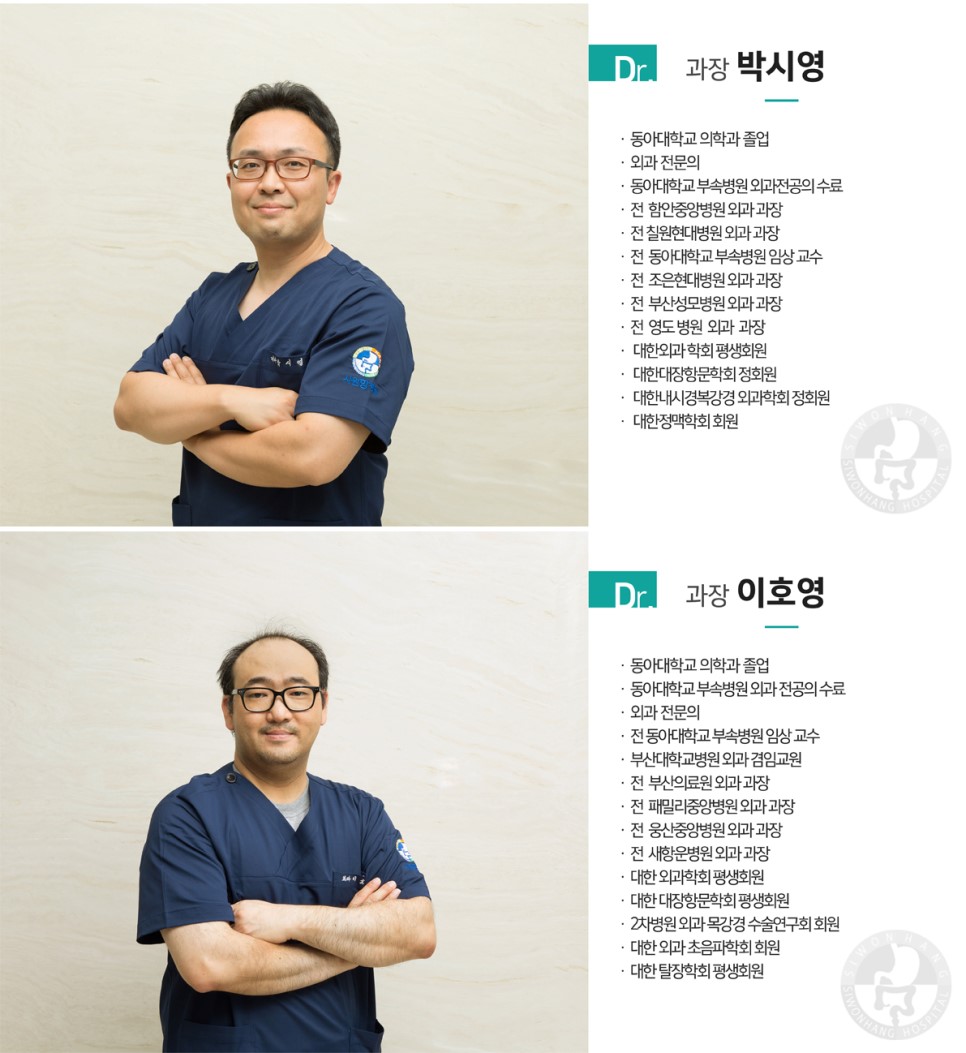 Dr. 과장 박시영
· 동아대학교 의학과 졸업
· 외과 전문의
· 동아대학교 부속병원 외과전공의 수료
· 전 함안중앙병원 외과 과장
· 전 칠원현대병원 외과 과장
· 전 동아대학교 부속병원 임상 교수
· 전 조은현대병원 외과 과장
· 전 부산성모병원 외과 과장
· 전 영도 병원 외과 과장
· 대한외과 학회 평생회원
· 대한대장항문학회 정회원
· 대한내시경복강경 외과학회 정회원
· 대한정맥학회 회원
SIWONHANG
SIWONHANG HOSPITAL
Dr. 과장 이호영
· 동아대학교 의학과 졸업
· 동아대학교 부속병원 외과 전공의 수료
· 외과 전문의
· 전 동아대학교 부속병원 임상 교수
· 부산대학교병원 외과 겸임교원
· 전 부산의료원 외과 과장
· 전 패밀리중앙병원 외과 과장
· 전 웅산중앙병원 외과 과장
· 전 새항운병원 외과 과장
· 대한 외과학회 평생회원
· 대한 대장항문학회 평생회원
· 2차병원 외과 목강경 수술연구회 회원
· 대한 외과 초음파학회 회원
· 대한 탈장학회 평생회원
SIWONHANG
SIWONHANG HOSPITAL